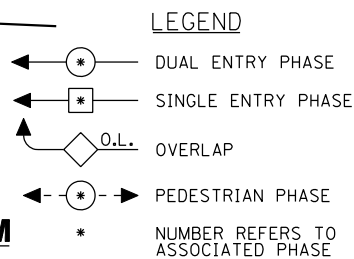 LEGEND
* DUAL ENTRY PHASE
* SINGLE ENTRY PHASE
O.L. OVERLAP
* PEDESTRIAN PHASE
M
* NUMBER REFERS TO
ASSOCIATED PHASE